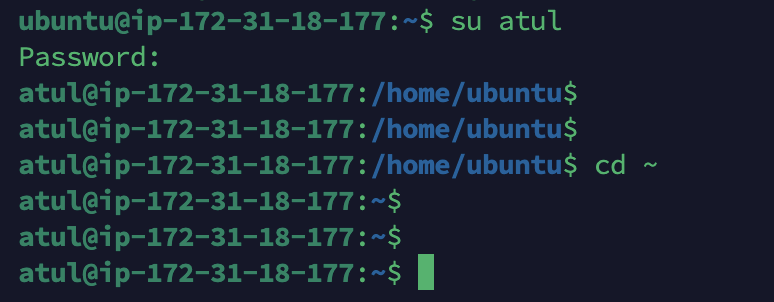 ubuntu@ip-172-31-18-177:~$ su atul
Password:
atul@ip-172-31-18-177:/home/ubuntu$
atul@ip-172-31-18-177:/home/ubuntu$
atul@ip-172-31-18-177:/home/ubuntu$ cd ~
atul@ip-172-31-18-177:~$
atul@ip-172-31-18-177:~$
atul@ip-172-31-18-177:~$